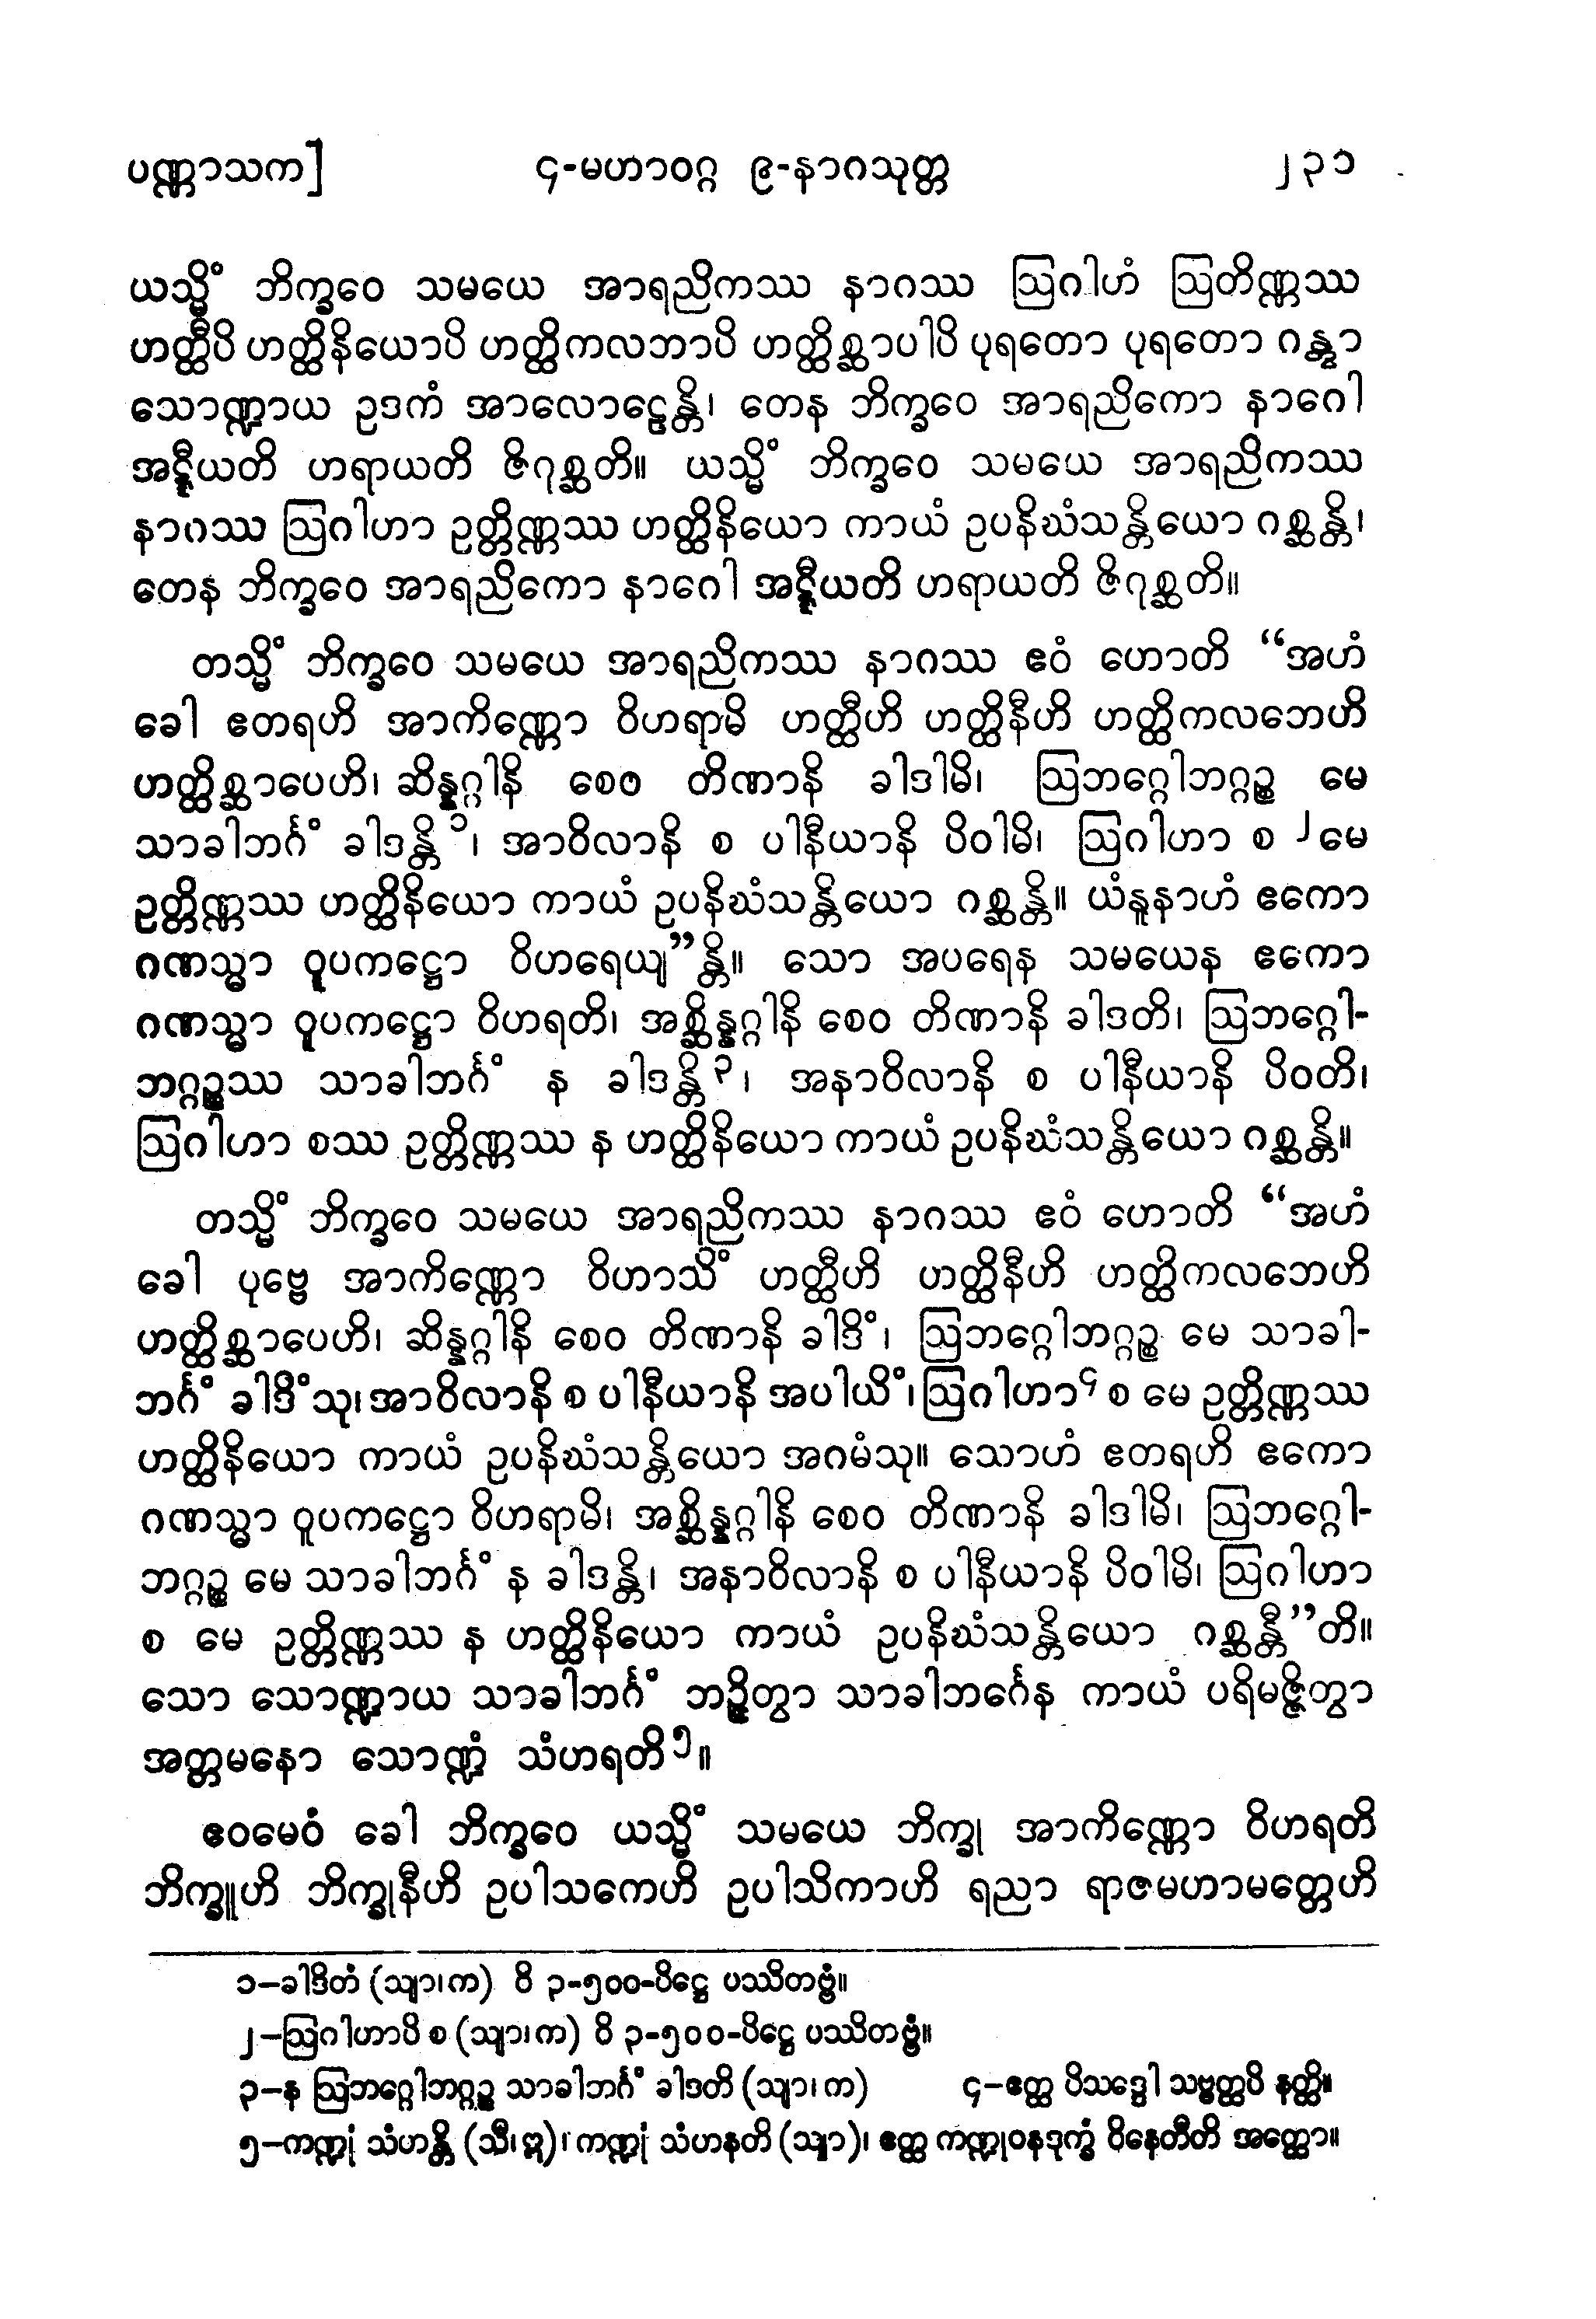 ပဏ္ဏာသက] ၄-မဟာဝဂ္ဂ ၉-နာဂသုတ္တ ၂၃၁
ယသ္မိံ ဘိက္ခဝေ သမယေ အာရညိကဿ နာဂဿ ဩဂါဟံ ဩတိဏ္ဏဿ
ဟတ္ထီပိ ဟတ္ထိနိယောပိ ဟတ္ထိကလဘာပိ ဟတ္ထိစ္ဆာပါပိ ပုရတော ပုရတော ဂန္တွာ
သောဏ္ဍာယ ဥဒကံ အာလောဠေန္တိ၊ တေန ဘိက္ခဝေ အာရညိကော နာဂေါ
အဋ္ဋီယတိ ဟရာယတိ ဇိဂုစ္ဆတိ။ ယသ္မိံ ဘိက္ခဝေ သမယေ အာရညိကဿ
နာဂဿ ဩဂါဟာ ဥတ္တိဏ္ဏဿ ဟတ္ထိနိယော ကာယံ ဥပနိဃံသန္တိယော ဂစ္ဆန္တိ၊
တေန ဘိက္ခဝေ အာရညိကော နာဂေါ အဋ္ဋီယတိ ဟရာယတိ ဇိဂုစ္ဆတိ။
တသ္မိံ ဘိက္ခဝေ သမယေ အာရညိကဿ နာဂဿ ဧဝံ ဟောတိ “အဟံ
ခေါ ဧတရဟိ အာကိဏ္ဏော ဝိဟရာမိ ဟတ္ထီဟိ ဟတ္ထိနီဟိ ဟတ္ထိကလဘေဟိ
ဟတ္ထိစ္ဆာပေဟိ၊ ဆိန္နဂ္ဂါနိ စေဝ တိဏာနိ ခါဒါမိ၊ ဩဘဂ္ဂေါဘဂ္ဂဉ္စ မေ
သာခါဘင်္ဂံ ခါဒန္တိ၁၊ အာဝိလာနိ စ ပါနီယာနိ ပိဝါမိ၊ ဩဂါဟာ စ ၂မေ
ဥတ္တိဏ္ဏဿ ဟတ္ထိနိယော ကာယံ ဥပနိဃံသန္တိယော ဂစ္ဆန္တိ။ ယံနူနာဟံ ဧကော
ဂဏသ္မာ ဝူပကဋ္ဌော ဝိဟရေယျ”န္တိ။ သော အပရေန သမယေန ဧကော
ဂဏသ္မာ ဝူပကဋ္ဌော ဝိဟရတိ၊ အစ္ဆိန္နဂ္ဂါနိ စေဝ တိဏာနိ ခါဒတိ၊ ဩဘဂ္ဂေါ-
ဘဂ္ဂဉ္စဿ သာခါဘင်္ဂံ န ခါဒန္တိ၃၊ အနာဝိလာနိ စ ပါနီယာနိ ပိဝတိ၊
ဩဂါဟာ စဿ ဥတ္တိဏ္ဏဿ န ဟတ္ထိနိယော ကာယံ ဥပနိဃံသန္တိယော ဂစ္ဆန္တိ။
တသ္မိံ ဘိက္ခဝေ သမယေ အာရညိကဿ နာဂဿ ဧဝံ ဟောတိ “အဟံ
ခေါ ပုဗ္ဗေ အာကိဏ္ဏော ဝိဟာသိံ ဟတ္ထီဟိ ဟတ္ထိနီဟိ ဟတ္ထိကလဘေဟိ
ဟတ္ထိစ္ဆာပေဟိ၊ ဆိန္နဂ္ဂါနိ စေဝ တိဏာနိ ခါဒိံ၊ ဩဘဂ္ဂေါဘဂ္ဂဉ္စ မေ သာခါ-
ဘင်္ဂံ ခါဒိံသု၊ အာဝိလာနိ စ ပါနီယာနိ အပါယိံ၊ ဩဂါဟာ၄ စ မေ ဥတ္တိဏ္ဏဿ
ဟတ္ထိနိယော ကာယံ ဥပနိဃံသန္တိယော အဂမံသု။ သောဟံ ဧတရဟိ ဧကော
ဂဏသ္မာ ဝူပကဋ္ဌော ဝိဟရာမိ၊ အစ္ဆိန္နဂ္ဂါနိ စေဝ တိဏာနိ ခါဒါမိ၊ ဩဘဂ္ဂေါ-
ဘဂ္ဂဉ္စ မေ သာခါဘင်္ဂံ န ခါဒန္တိ၊ အနာဝိလာနိ စ ပါနီယာနိ ပိဝါမိ၊ ဩဂါဟာ
စ မေ ဥတ္တိဏ္ဏဿ န ဟတ္ထိနိယော ကာယံ ဥပနိဃံသန္တိယော ဂစ္ဆန္တီ”တိ။
သော သောဏ္ဍာယ သာခါဘင်္ဂံ ဘဉ္ဇိတွာ သာခါဘင်္ဂေန ကာယံ ပရိမဇ္ဇိတွာ
အတ္တမနော သောဏ္ဍံ သံဟရတိ၅။
ဧဝမေဝံ ခေါ ဘိက္ခဝေ ယသ္မိံ သမယေ ဘိက္ခု အာကိဏ္ဏော ဝိဟရတိ
ဘိက္ခူဟိ ဘိက္ခုနီဟိ ဥပါသကေဟိ ဥပါသိကာဟိ ရညာ ရာဇမဟာမတ္တေဟိ
၁-ခါဒိတံ (သျာ၊ က) ဝိ ၃-၅၀၀-ပိဋ္ဌေ ပဿိတဗ္ဗံ။
၂-ဩဂါဟာပိ စ (သျာ၊ က) ဝိ ၃-၅၀၀-ပိဋ္ဌေ ပဿိတဗ္ဗံ။
၃-န ဩဘဂ္ဂေါဘဂ္ဂဉ္စ သာခါဘင်္ဂံ ခါဒတိ (သျာ၊ က) ၄-ဧတ္ထ ပိသဒ္ဒေါ သဗ္ဗတ္ထပိ နတ္ထိ။
၅-ကဏ္ဍုံ သံဟန္တိ (သီ၊ ဣ)၊ ကဏ္ဍုံ သံဟနတိ (သျာ)၊ ဧတ္ထ ကဏ္ဍုဝနဒုက္ခံ ဝိနေတီတိ အတ္ထော။